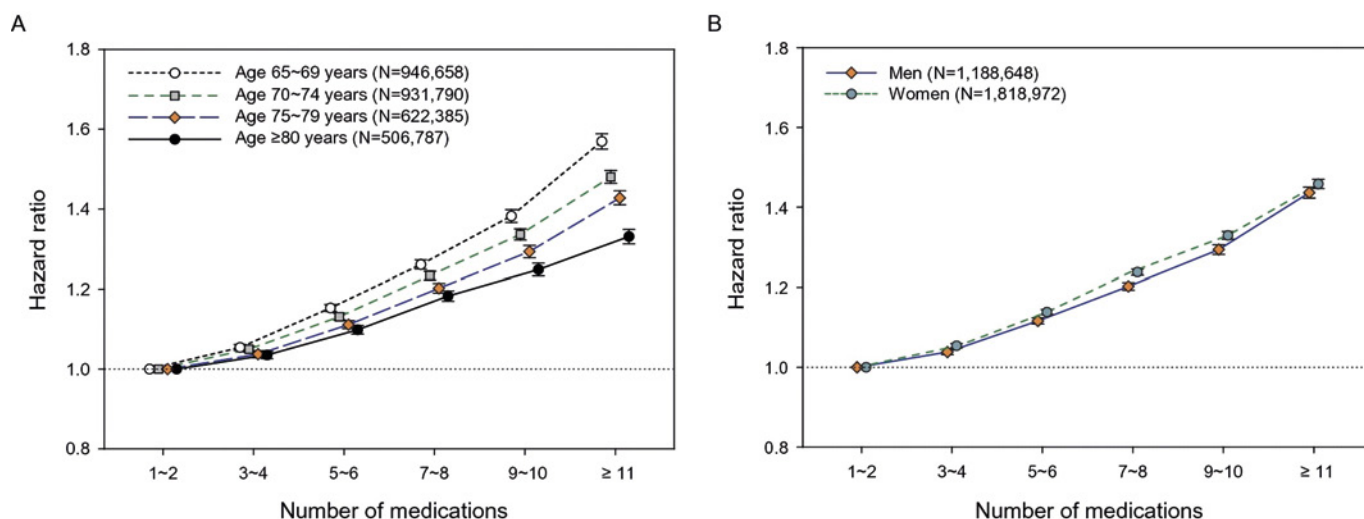 A
1.8
1.6
1.4
1.2
1.0
0.8
Hazard ratio
Age 65~69 years (N=946,658)
Age 70~74 years (N=931,790)
Age 75~79 years (N=622,385)
Age ≥80 years (N=506,787)
1~2 3~4 5~6 7~8 9~10 ≥ 11
Number of medications
B
1.8
1.6
1.4
1.2
1.0
0.8
Hazard ratio
Men (N=1,188,648)
Women (N=1,818,972)
1~2 3~4 5~6 7~8 9~10 ≥ 11
Number of medications